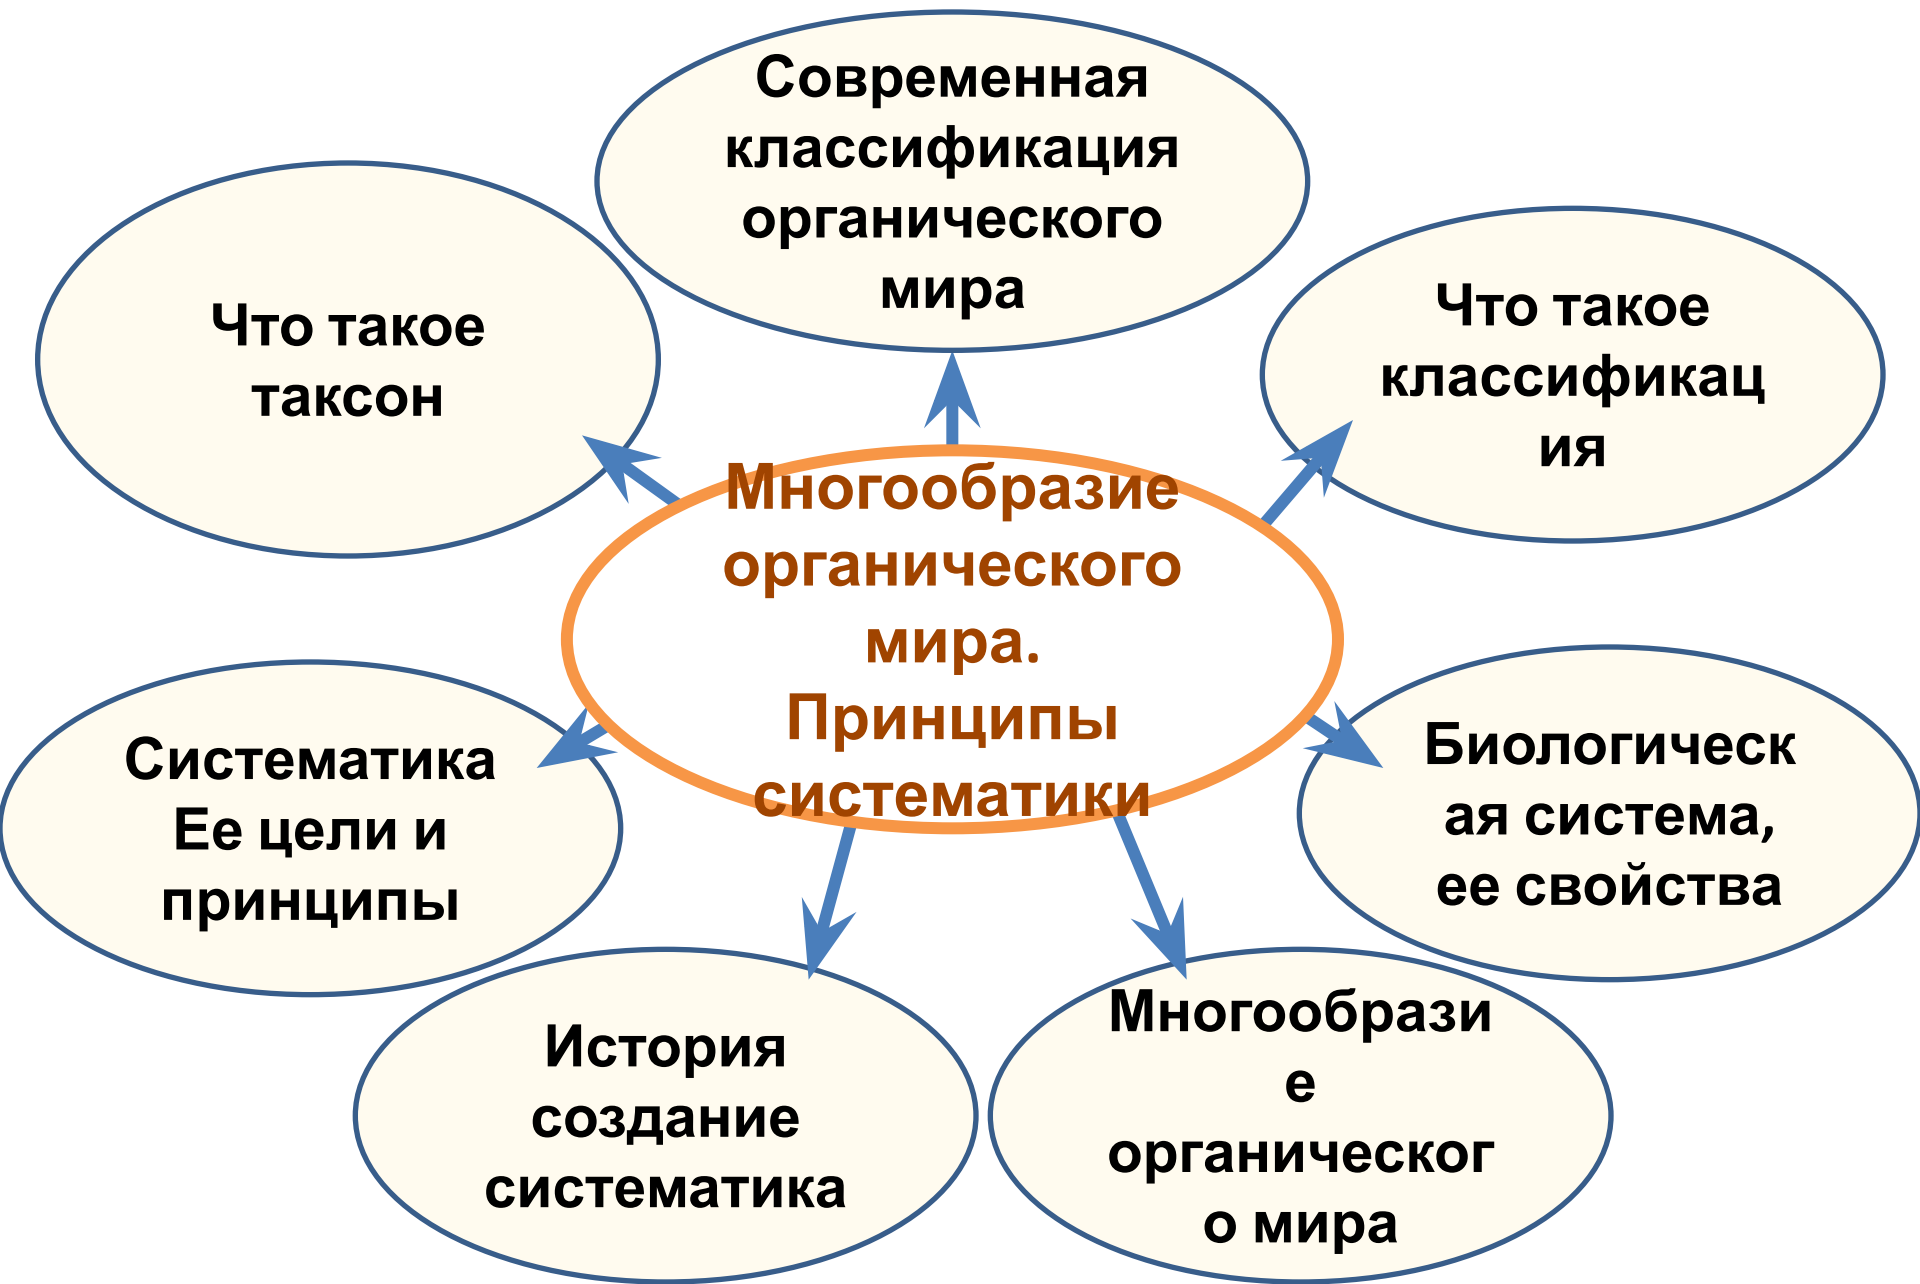 Современная
классификация
органического
мира
Что такое
таксон
Что такое
классификац
ия
Многообразие
органического
мира.
Принципы
систематики
Систематика
Ее цели и
принципы
Биологическ
ая система,
ее свойства
История
создание
систематика
Многообрази
е
органическог
о мира